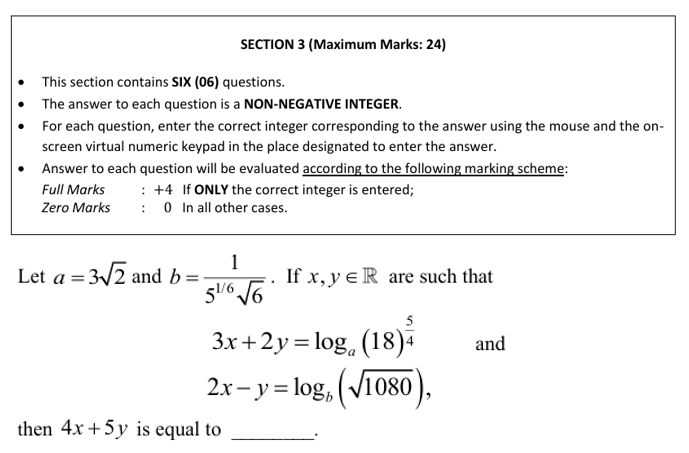 SECTION 3 (Maximum Marks: 24)
• This section contains SIX (06) questions.
• The answer to each question is a NON-NEGATIVE INTEGER.
• For each question, enter the correct integer corresponding to the answer using the mouse and the on-
screen virtual numeric keypad in the place designated to enter the answer.
• Answer to each question will be evaluated according to the following marking scheme:
Full Marks : +4 If ONLY the correct integer is entered;
Zero Marks : 0 In all other cases.
Let $a = 3\sqrt{2}$ and $b = \frac{1}{5^{1/6}\sqrt{6}}$. If $x, y \in \mathbb{R}$ are such that
$3x + 2y = \log_a (18)^{\frac{5}{4}}$ and
$2x - y = \log_b \left(\sqrt{1080}\right),$
then $4x + 5y$ is equal to ________.